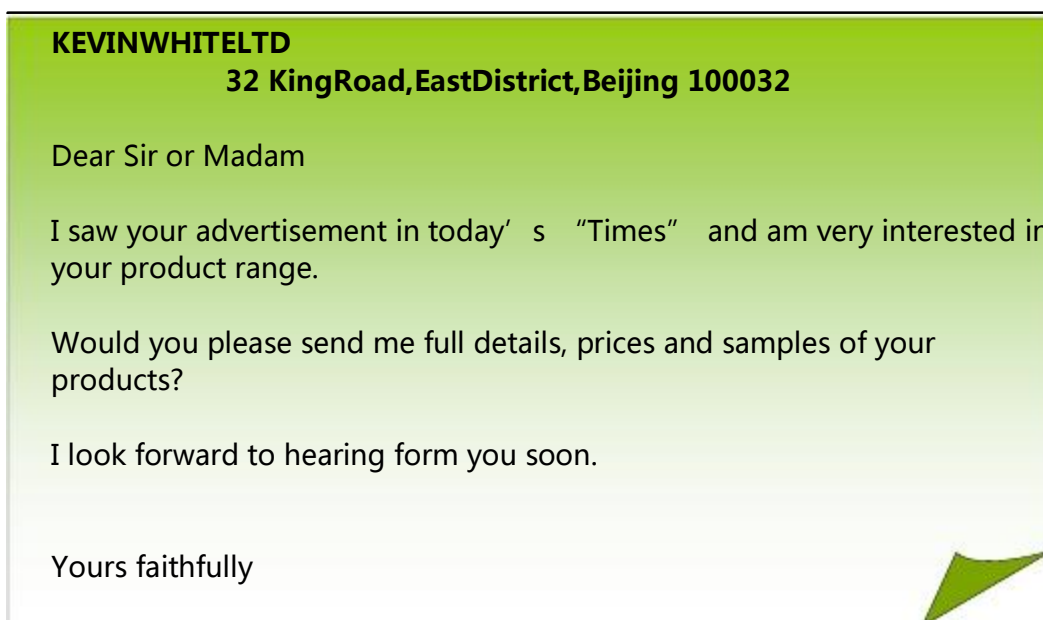 KEVINWHITELTD
32 KingRoad,EastDistrict,Beijing 100032
Dear Sir or Madam
I saw your advertisement in today’s “Times” and am very interested in
your product range.
Would you please send me full details, prices and samples of your
products?
I look forward to hearing form you soon.
Yours faithfully